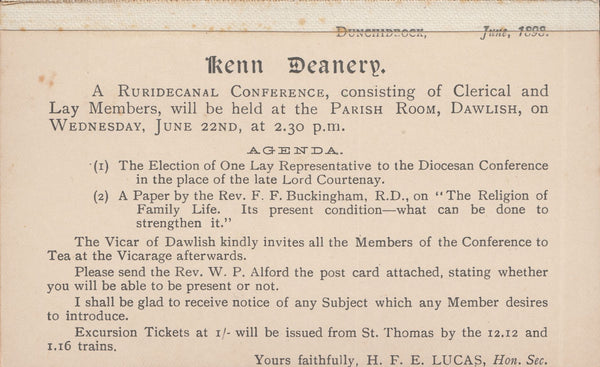 DUNCHIDEOCK, June, 1898.
Kenn Deanery.
A RURIDECANAL CONFERENCE, consisting of Clerical and
Lay Members, will be held at the PARISH ROOM, DAWLISH, on
WEDNESDAY, JUNE 22ND, at 2.30 p.m.
AGENDA.
(1) The Election of One Lay Representative to the Diocesan Conference
in the place of the late Lord Courtenay.
(2) A Paper by the Rev. F. F. Buckingham, R.D., on "The Religion of
Family Life. Its present condition—what can be done to
strengthen it."
The Vicar of Dawlish kindly invites all the Members of the Conference to
Tea at the Vicarage afterwards.
Please send the Rev. W. P. Alford the post card attached, stating whether
you will be able to be present or not.
I shall be glad to receive notice of any Subject which any Member desires
to introduce.
Excursion Tickets at 1/- will be issued from St. Thomas by the 12.12 and
1.16 trains.
Yours faithfully, H. F. E. LUCAS, Hon. Sec.